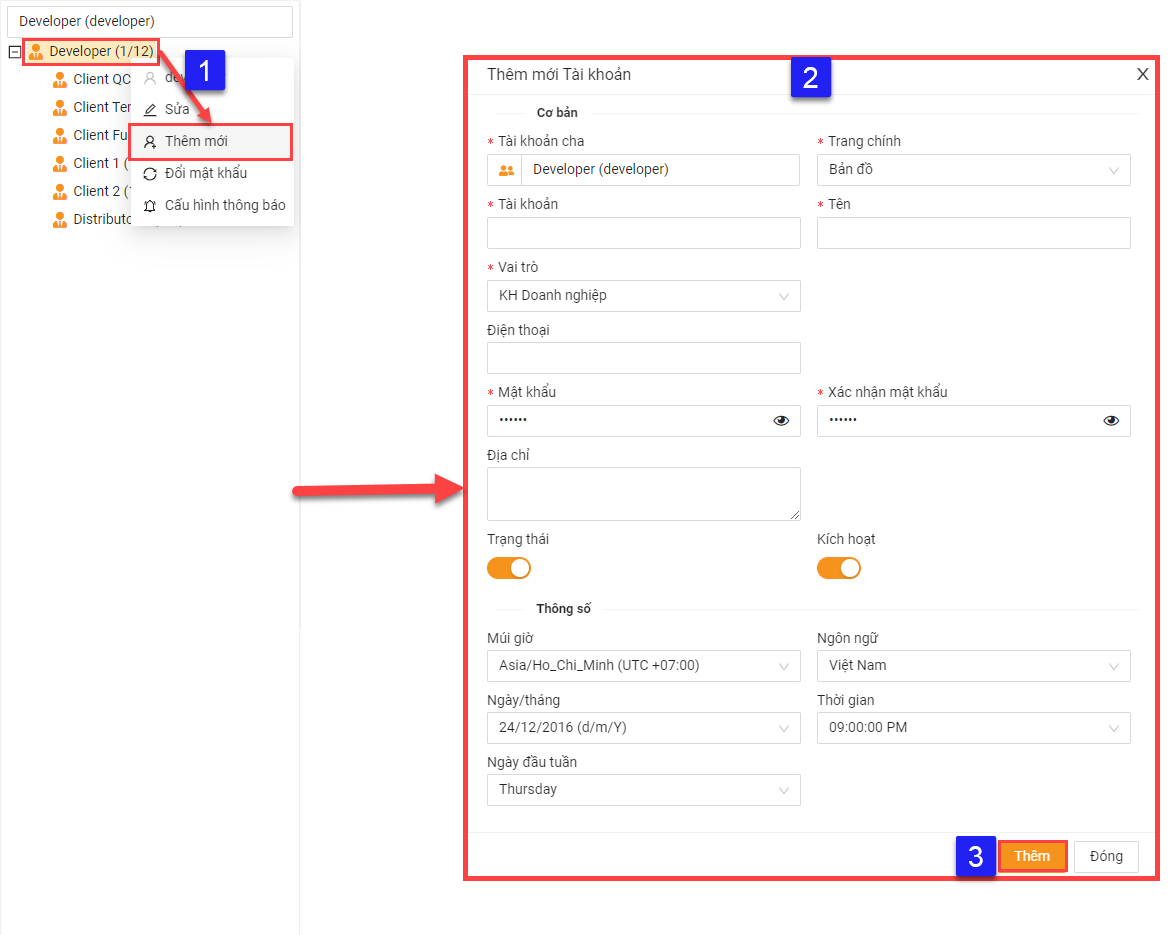 Developer (developer)
Developer (1/12)
1
Client QC
Client Ter
Sửa
Client Fu
Thêm mới
Client 1 (
Đổi mật khẩu
Client 2 (
Cấu hình thông báo
2
Thêm mới Tài khoản
X
Cơ bản
* Tài khoản cha
* Trang chính
Developer (developer)
Bản đồ
* Tài khoản
* Tên
* Vai trò
KH Doanh nghiệp
Điện thoại
* Mật khẩu
* Xác nhận mật khẩu
••••••
••••••
Địa chỉ
Trạng thái
Kích hoạt
Thông số
Múi giờ
Ngôn ngữ
Asia/Ho_Chi_Minh (UTC +07:00)
Việt Nam
Ngày/tháng
Thời gian
24/12/2016 (d/m/Y)
09:00:00 PM
Ngày đầu tuần
Thursday
3
Thêm
Đóng